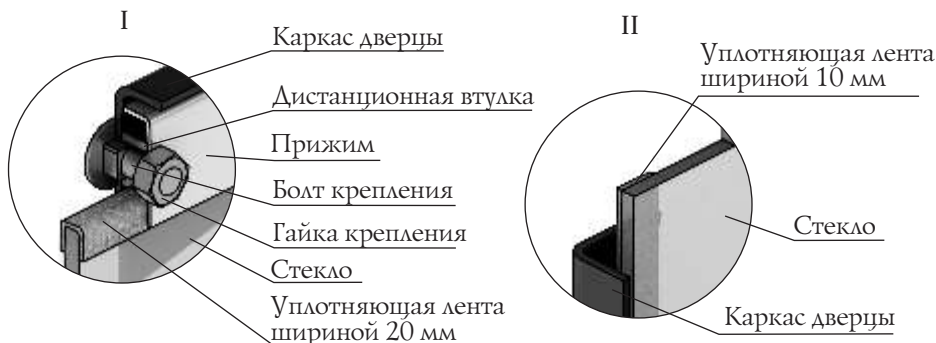 I
Каркас дверцы
Дистанционная втулка
Прижим
Болт крепления
Гайка крепления
Стекло
Уплотняющая лента
шириной 20 мм
II
Уплотняющая лента
шириной 10 мм
Стекло
Каркас дверцы